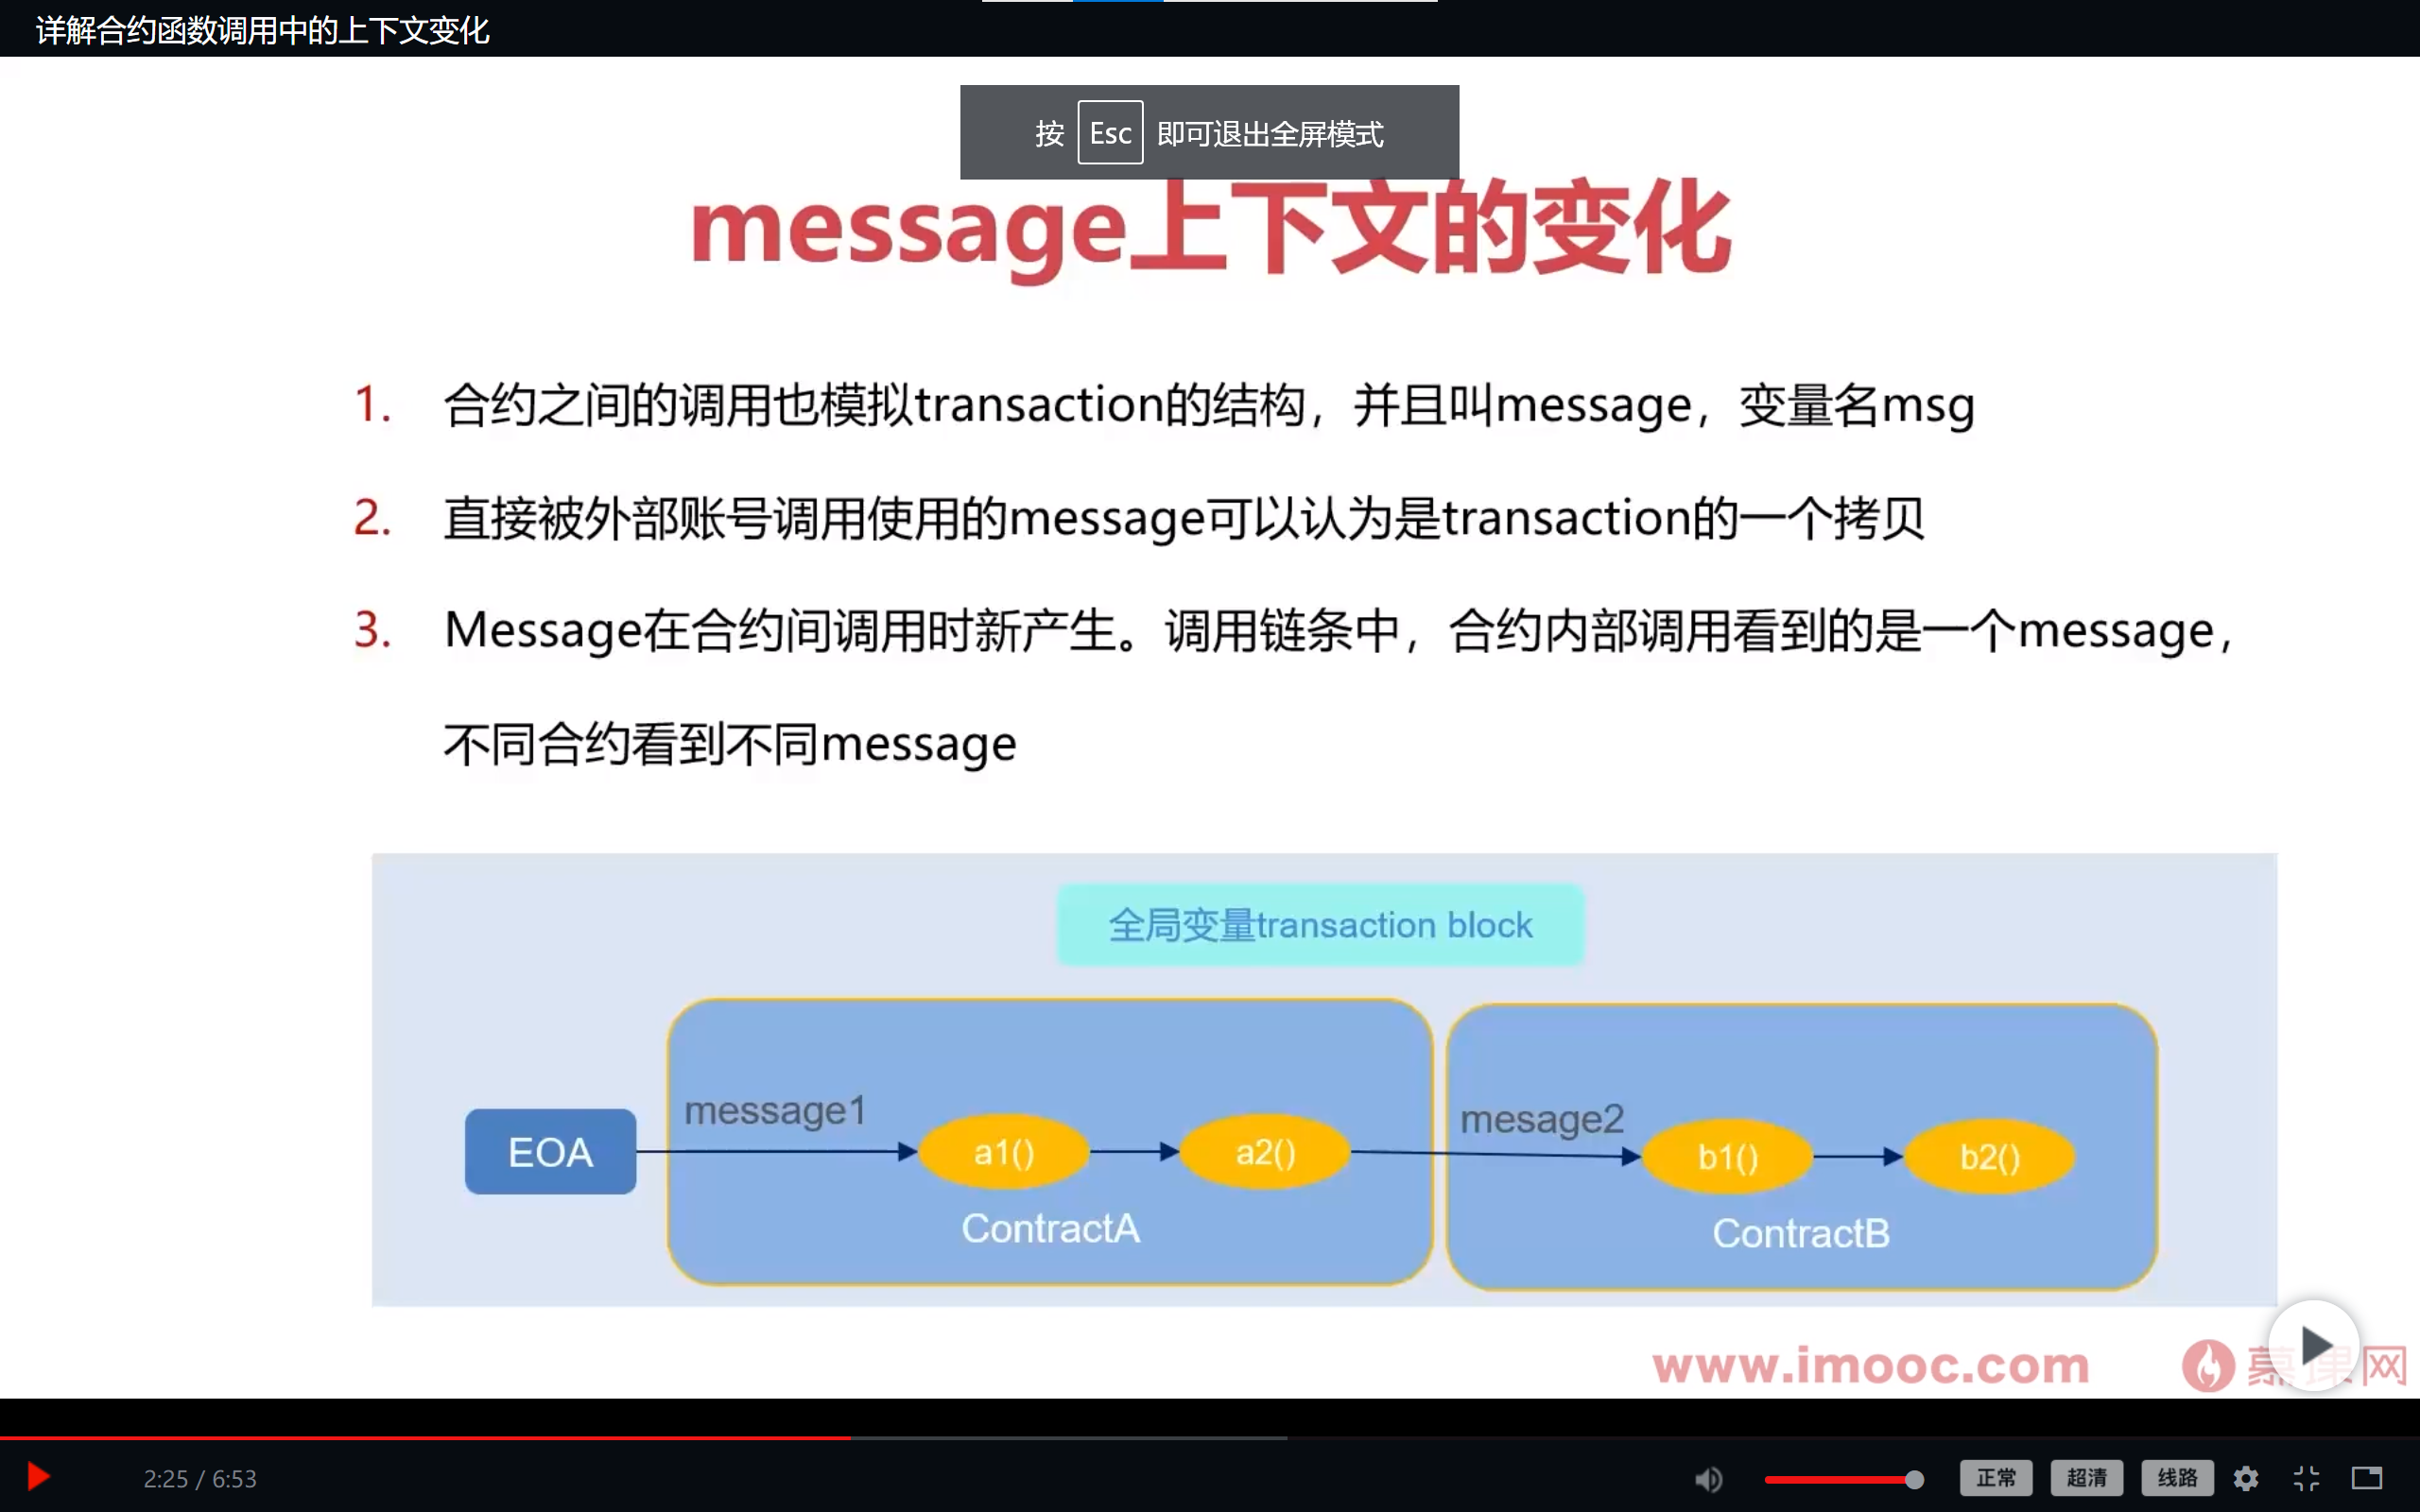 详解合约函数调用中的上下文变化
按 Esc 即可退出全屏模式
message上下文的变化
1. 合约之间的调用也模拟transaction的结构，并且叫message，变量名msg
2. 直接被外部账号调用使用的message可以认为是transaction的一个拷贝
3. Message在合约间调用时新产生。调用链条中，合约内部调用看到的是一个message，
不同合约看到不同message
全局变量transaction block
message1
mesage2
EOA
a1()
a2()
b1()
b2()
ContractA
ContractB
www.imooc.com
慕课网
2:25 / 6:53
正常
超清
线路